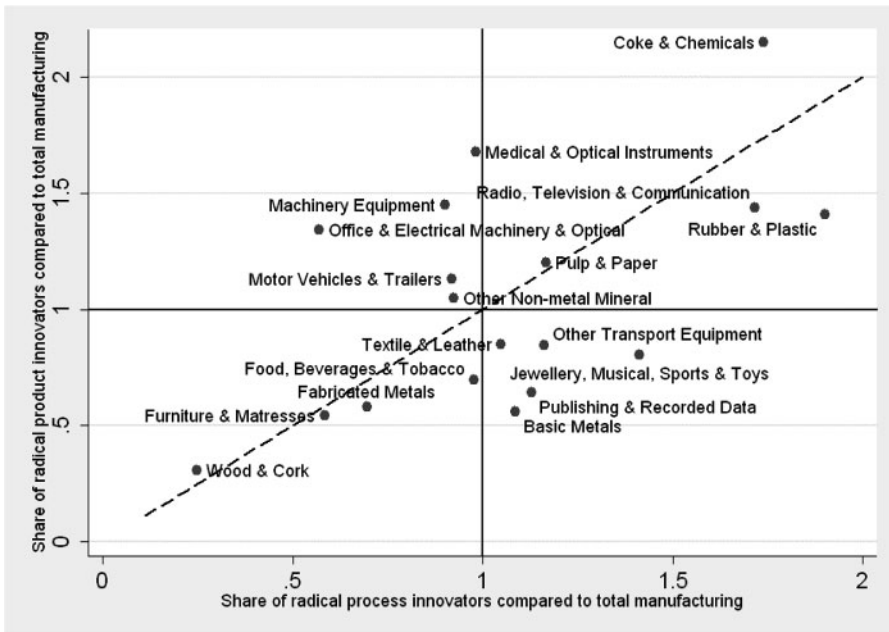 Share of radical product innovators compared to total manufacturing
2
1.5
1
.5
0
Coke & Chemicals
Medical & Optical Instruments
Radio, Television & Communication
Machinery Equipment
Rubber & Plastic
Office & Electrical Machinery & Optical
Pulp & Paper
Motor Vehicles & Trailers
Other Non-metal Mineral
Other Transport Equipment
Textile & Leather
Food, Beverages & Tobacco
Jewellery, Musical, Sports & Toys
Fabricated Metals
Publishing & Recorded Data
Furniture & Matresses
Basic Metals
Wood & Cork
0
.5
1
1.5
2
Share of radical process innovators compared to total manufacturing